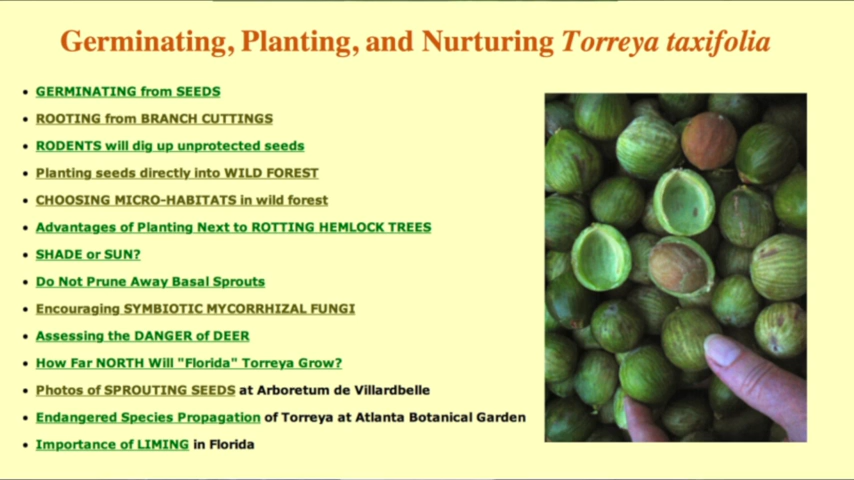 Germinating, Planting, and Nurturing Torreya taxifolia
GERMINATING from SEEDS
ROOTING from BRANCH CUTTINGS
RODENTS will dig up unprotected seeds
Planting seeds directly into WILD FOREST
CHOOSING MICRO-HABITATS in wild forest
Advantages of Planting Next to ROTTING HEMLOCK TREES
SHADE or SUN?
Do Not Prune Away Basal Sprouts
Encouraging SYMBIOTIC MYCORRHIZAL FUNGI
Assessing the DANGER of DEER
How Far NORTH Will "Florida" Torreya Grow?
Photos of SPROUTING SEEDS at Arboretum de Villardbelle
Endangered Species Propagation of Torreya at Atlanta Botanical Garden
Importance of LIMING in Florida